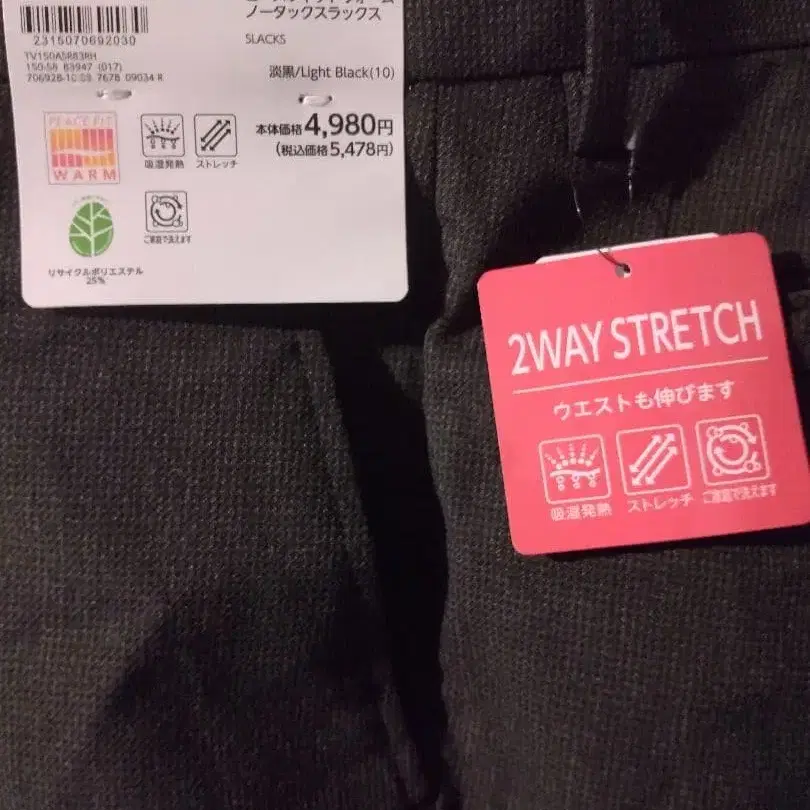 ノータックスラックス
2315070692030
SLACKS
TV150A5R83RH
150-58 83947 (017)
706928-10:03 7678 09034 R
淡黒/Light Black(10)
本体価格4,980円
(税込価格5,478円)
PEACE FIT
WARM
吸湿発熱
ストレッチ
ご家庭で洗えます
リサイクルポリエステル
25%
2WAY STRETCH
ウエストも伸びます
吸湿発熱
ストレッチ
ご家庭で洗えます